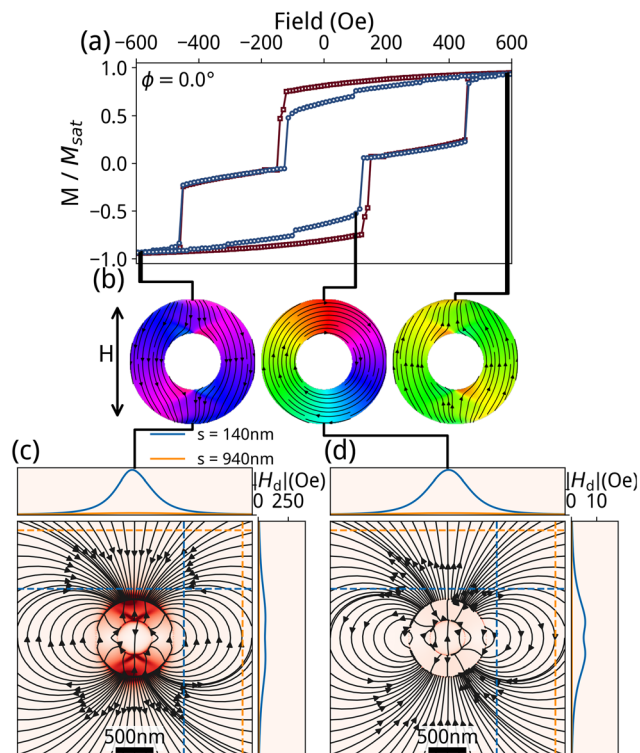 Field (Oe)
(a)
−600 −400 −200 0 200 400 600
1.0
0.5
0.0
−0.5
−1.0
M / M_sat
ϕ = 0.0°
(b)
H
(c)
s = 140nm
s = 940nm
(d)
|H_d|(Oe)
0 250
|H_d|(Oe)
0 10
500nm
500nm